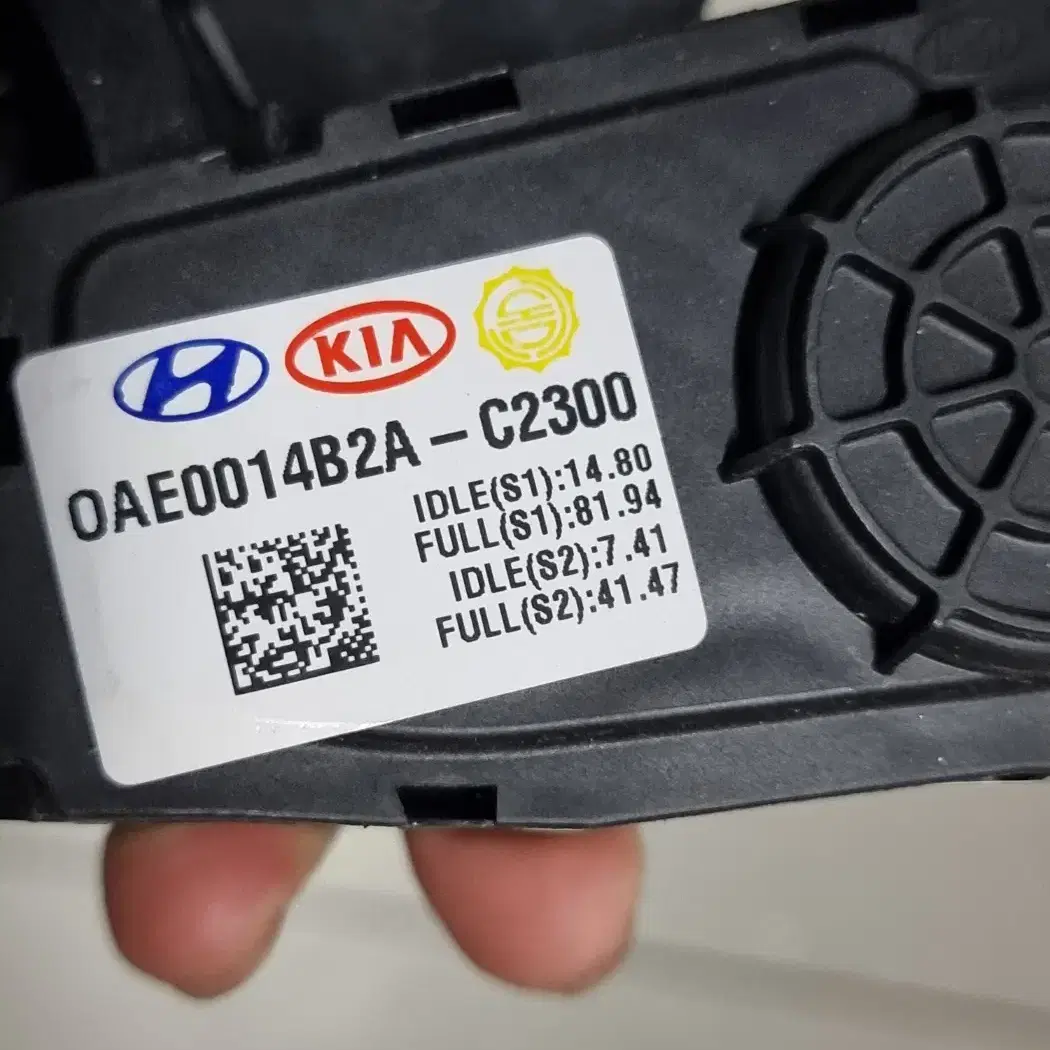 KIA
0AE0014B2A-C2300
IDLE(S1):14.80
FULL(S1):81.94
IDLE(S2):7.41
FULL(S2):41.47